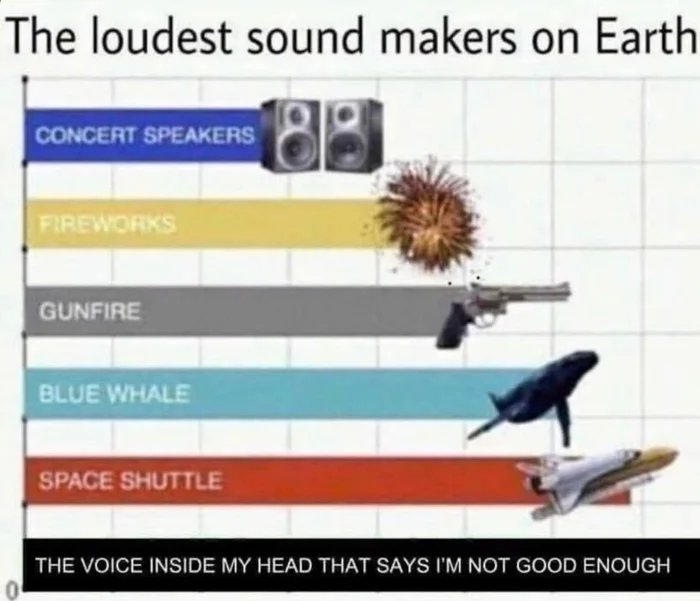 The loudest sound makers on Earth
CONCERT SPEAKERS
FIREWORKS
GUNFIRE
BLUE WHALE
SPACE SHUTTLE
THE VOICE INSIDE MY HEAD THAT SAYS I'M NOT GOOD ENOUGH
0